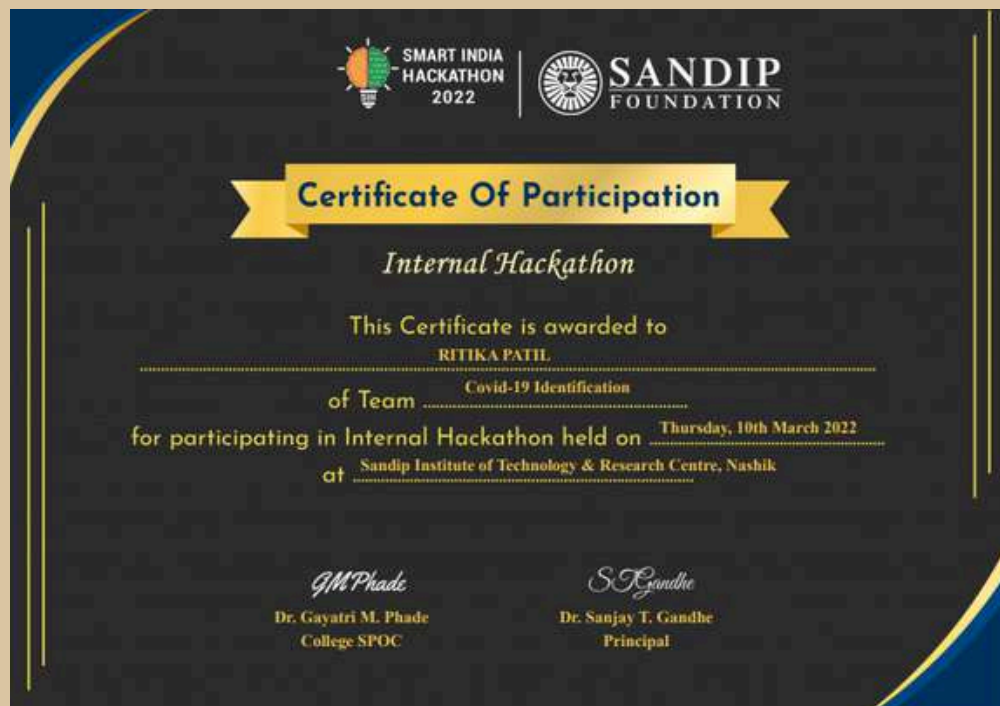 SMART INDIA
HACKATHON
2022
SANDIP
FOUNDATION
Certificate Of Participation
Internal Hackathon
This Certificate is awarded to
RITIKA PATIL
of Team Covid-19 Identification
for participating in Internal Hackathon held on Thursday, 10th March 2022
at Sandip Institute of Technology & Research Centre, Nashik
GMPhade
STGandhe
Dr. Gayatri M. Phade
Dr. Sanjay T. Gandhe
College SPOC
Principal